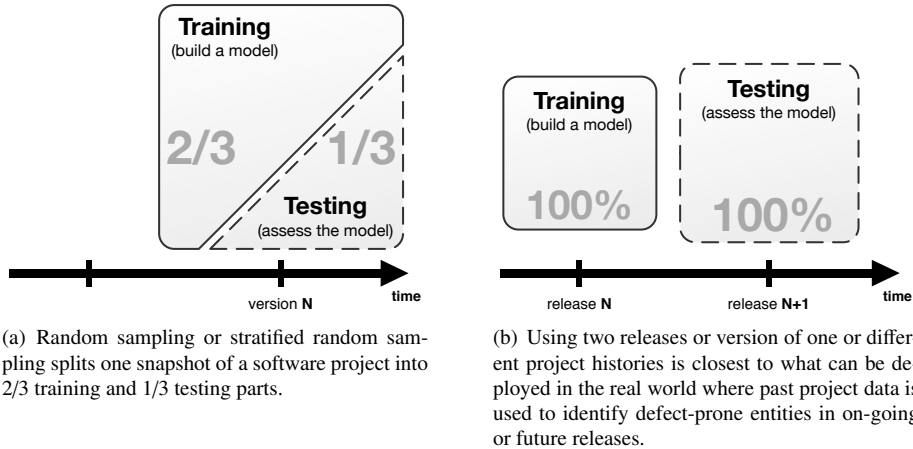 Training
(build a model)
2/3
1/3
Testing
(assess the model)
version N
time
(a) Random sampling or stratified random sam-
pling splits one snapshot of a software project into
2/3 training and 1/3 testing parts.
Training
(build a model)
100%
Testing
(assess the model)
100%
release N
release N+1
time
(b) Using two releases or version of one or differ-
ent project histories is closest to what can be de-
ployed in the real world where past project data is
used to identify defect-prone entities in on-going
or future releases.